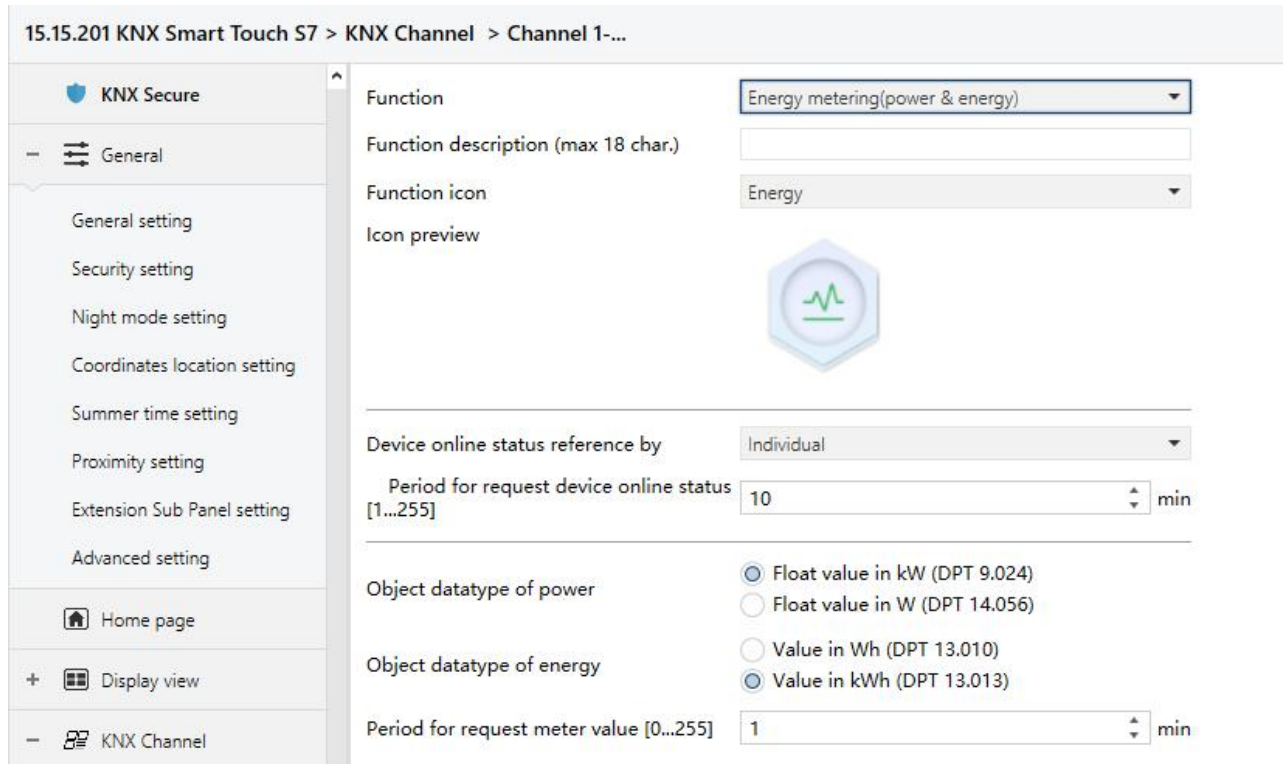 15.15.201 KNX Smart Touch S7 > KNX Channel > Channel 1-...
KNX Secure
General
General setting
Security setting
Night mode setting
Coordinates location setting
Summer time setting
Proximity setting
Extension Sub Panel setting
Advanced setting
Home page
Display view
KNX Channel
Function
Energy metering(power & energy)
Function description (max 18 char.)
Function icon
Energy
Icon preview
Device online status reference by
Individual
Period for request device online status
[1...255]
10
min
Object datatype of power
Float value in kW (DPT 9.024)
Float value in W (DPT 14.056)
Object datatype of energy
Value in Wh (DPT 13.010)
Value in kWh (DPT 13.013)
Period for request meter value [0...255]
1
min